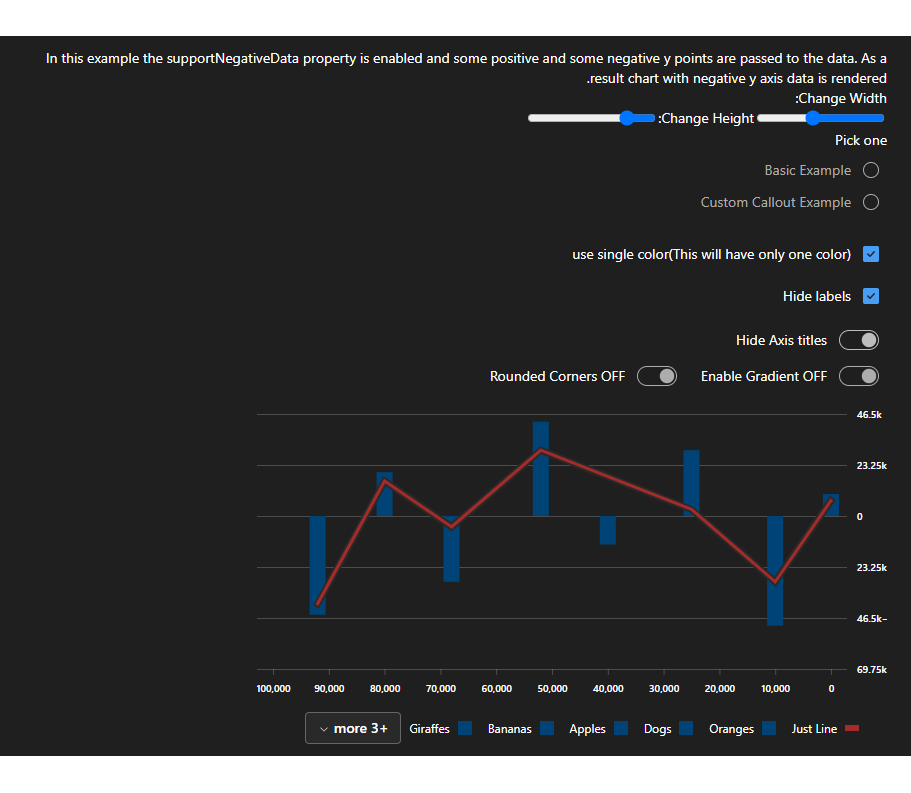 In this example the supportNegativeData property is enabled and some positive and some negative y points are passed to the data. As a
.result chart with negative y axis data is rendered
:Change Width
:Change Height
Pick one
Basic Example
Custom Callout Example
use single color(This will have only one color)
Hide labels
Hide Axis titles
Rounded Corners OFF
Enable Gradient OFF
46.5k
23.25k
0
23.25k
46.5k-
69.75k
100,000 90,000 80,000 70,000 60,000 50,000 40,000 30,000 20,000 10,000 0
more 3+ Giraffes Bananas Apples Dogs Oranges Just Line